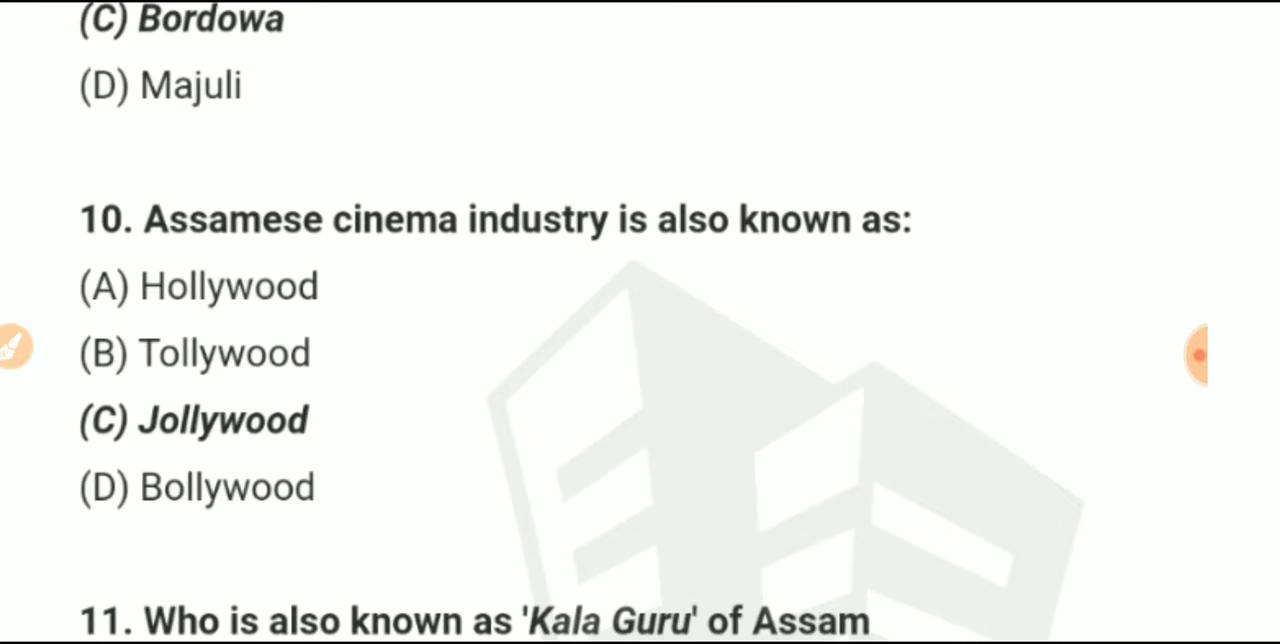 (C) Bordowa
(D) Majuli
10. Assamese cinema industry is also known as:
(A) Hollywood
(B) Tollywood
(C) Jollywood
(D) Bollywood
11. Who is also known as 'Kala Guru' of Assam